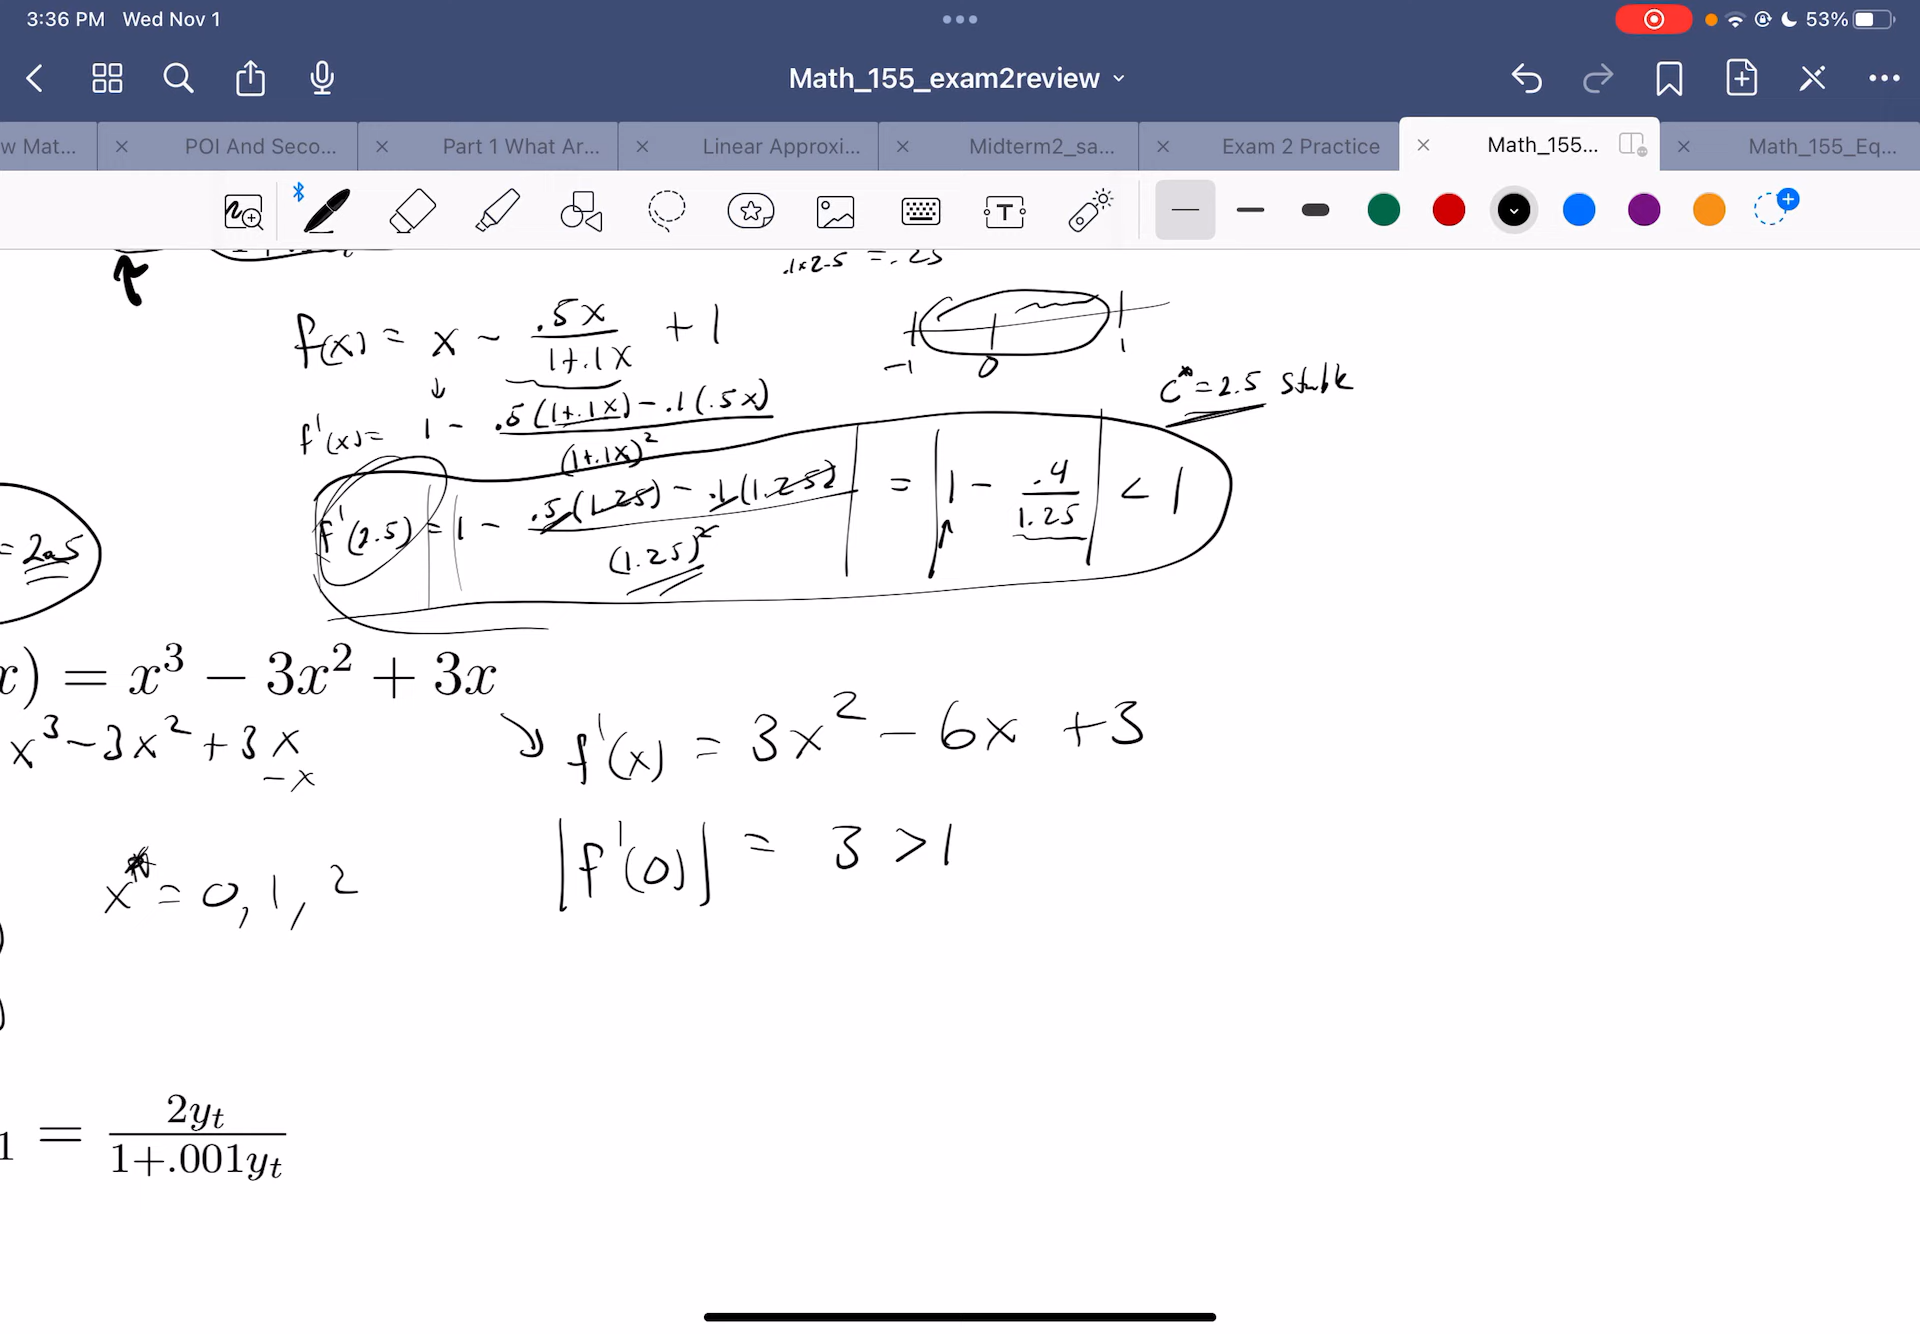 3:36 PM Wed Nov 1
53%
Math_155_exam2review
w Mat...
POI And Seco...
Part 1 What Ar...
Linear Approxi...
Midterm2_sa...
Exam 2 Practice
Math_155...
Math_155_Eq...
.1×2.5 = .25
f(x) = x - .5x / 1+.1x + 1
-1 0 1
c* = 2.5 stable
f'(x) = 1 - .5(1+.1x) - .1(.5x) / (1+.1x)²
f'(2.5) = |1 - .5(1.25) - .1(1.25) / (1.25)²| = |1 - .4 / 1.25| < 1
= 2.5
x) = x³ − 3x² + 3x
x³ - 3x² + 3x
- x
f'(x) = 3x² - 6x + 3
|f'(0)| = 3 > 1
x* = 0, 1, 2
1 = 2yt / 1+.001yt